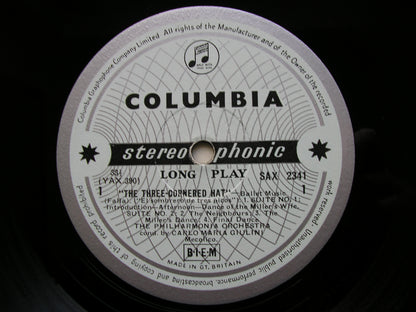 Columbia Graphophone Company Limited. All rights of the Manufacturer and of the Owner of the recorded
work reserved. Unauthorised public performance, broadcasting and copying of this record prohibited
COLUMBIA
stereophonic
LONG PLAY
SAX 2341
33⅓
(YAX.390)
1 1
"THE THREE-CORNERED HAT"—Ballet Music
(Falla) ("El sombrero de tres picos"): 1. SUITE NO. 1:
Introduction—Afternoon—Dance of the Miller's Wife;
SUITE NO. 2: 2. The Neighbours; 3. The
Miller's Dance; 4. Final Dance
THE PHILHARMONIA ORCHESTRA
cond. by CARLO MARIA GIULINI
Mecolico.
BIEM
MADE IN GT. BRITAIN